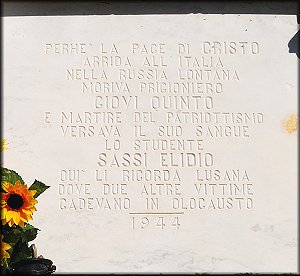 PERHE' LA PACE DI CRISTO
ARRIDA ALL'ITALIA
NELLA RUSSIA LONTANA
MORIVA PRIGIONIERO
GIOVI QUINTO
E MARTIRE DEL PATRIOTTISMO
VERSAVA IL SUO SANGUE
LO STUDENTE
SASSI ELIDIO
QUI LI RICORDA LUSANA
DOVE DUE ALTRE VITTIME
CADEVANO IN OLOCAUSTO
1944